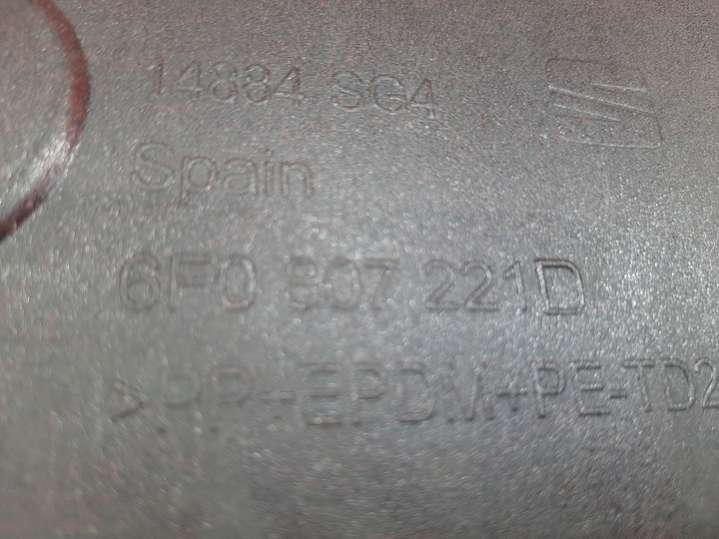 14884 SG4
Spain
6F0 807 221D
>PP+EPDM+PE-TD2